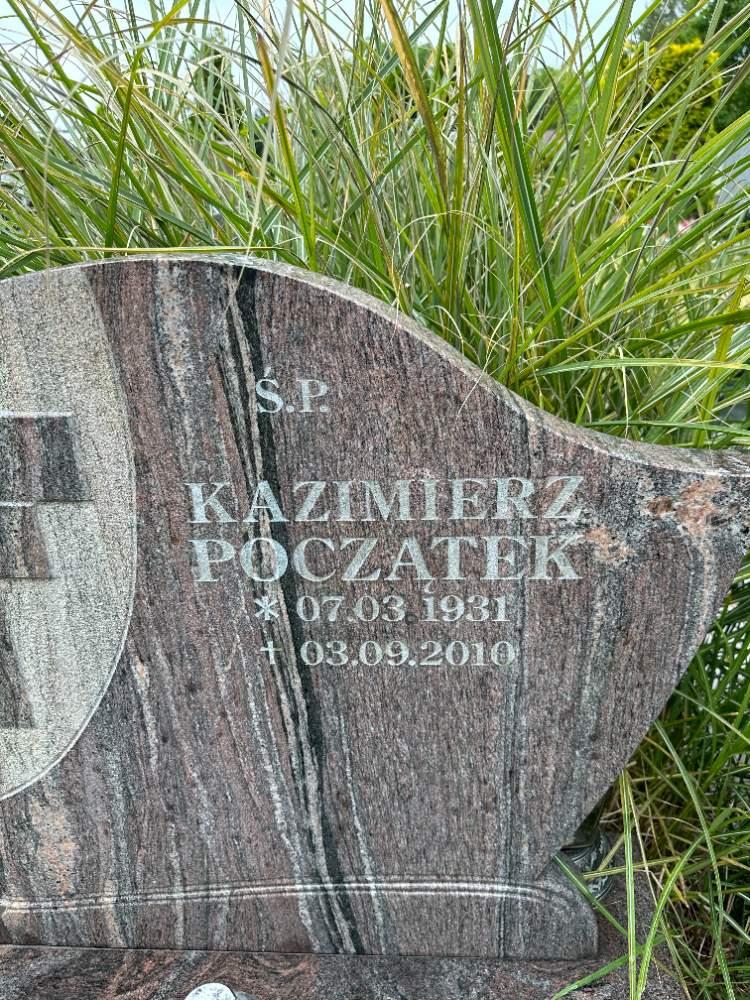 Ś.P.
KAZIMIERZ
POCZĄTEK
* 07.03.1931
† 03.09.2010